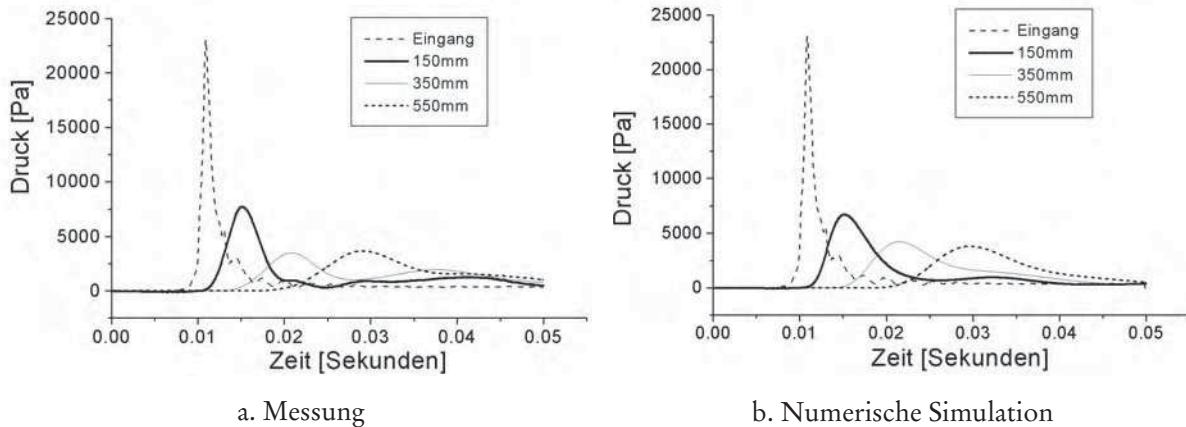 25000
20000
15000
10000
5000
0
Druck [Pa]
0.00 0.01 0.02 0.03 0.04 0.05
Zeit [Sekunden]
Eingang
150mm
350mm
550mm
a. Messung
25000
20000
15000
10000
5000
0
Druck [Pa]
0.00 0.01 0.02 0.03 0.04 0.05
Zeit [Sekunden]
Eingang
150mm
350mm
550mm
b. Numerische Simulation